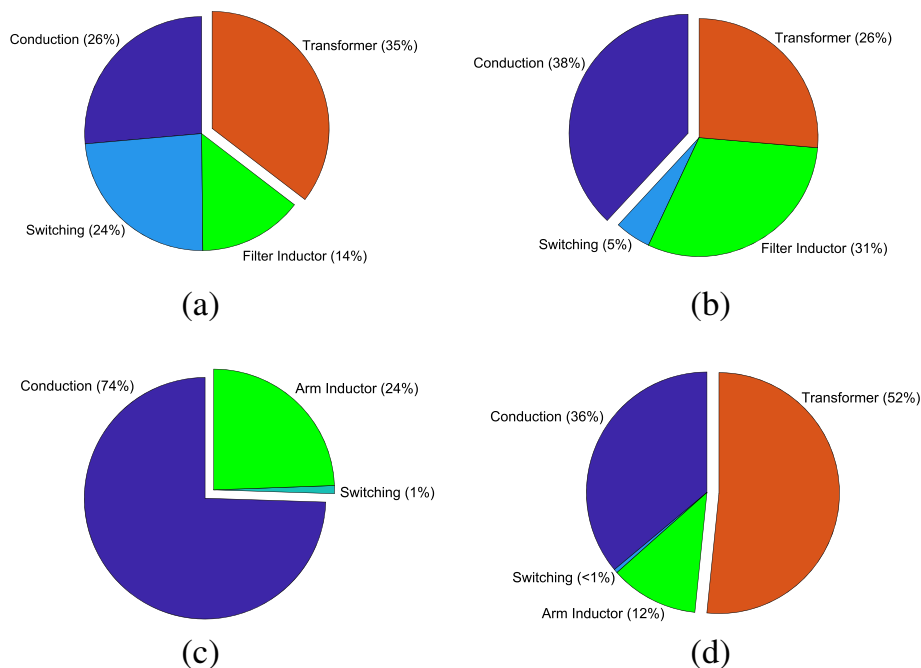 Conduction (26%)
Transformer (35%)
Switching (24%)
Filter Inductor (14%)
(a)
Conduction (38%)
Transformer (26%)
Switching (5%)
Filter Inductor (31%)
(b)
Conduction (74%)
Arm Inductor (24%)
Switching (1%)
(c)
Conduction (36%)
Transformer (52%)
Switching (<1%)
Arm Inductor (12%)
(d)